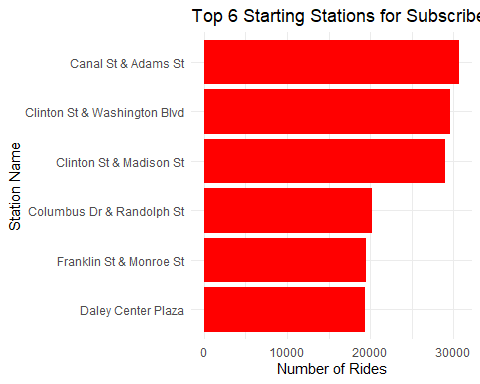 Top 6 Starting Stations for Subscribe
Canal St & Adams St
Clinton St & Washington Blvd
Clinton St & Madison St
Columbus Dr & Randolph St
Franklin St & Monroe St
Daley Center Plaza
Station Name
0 10000 20000 30000
Number of Rides